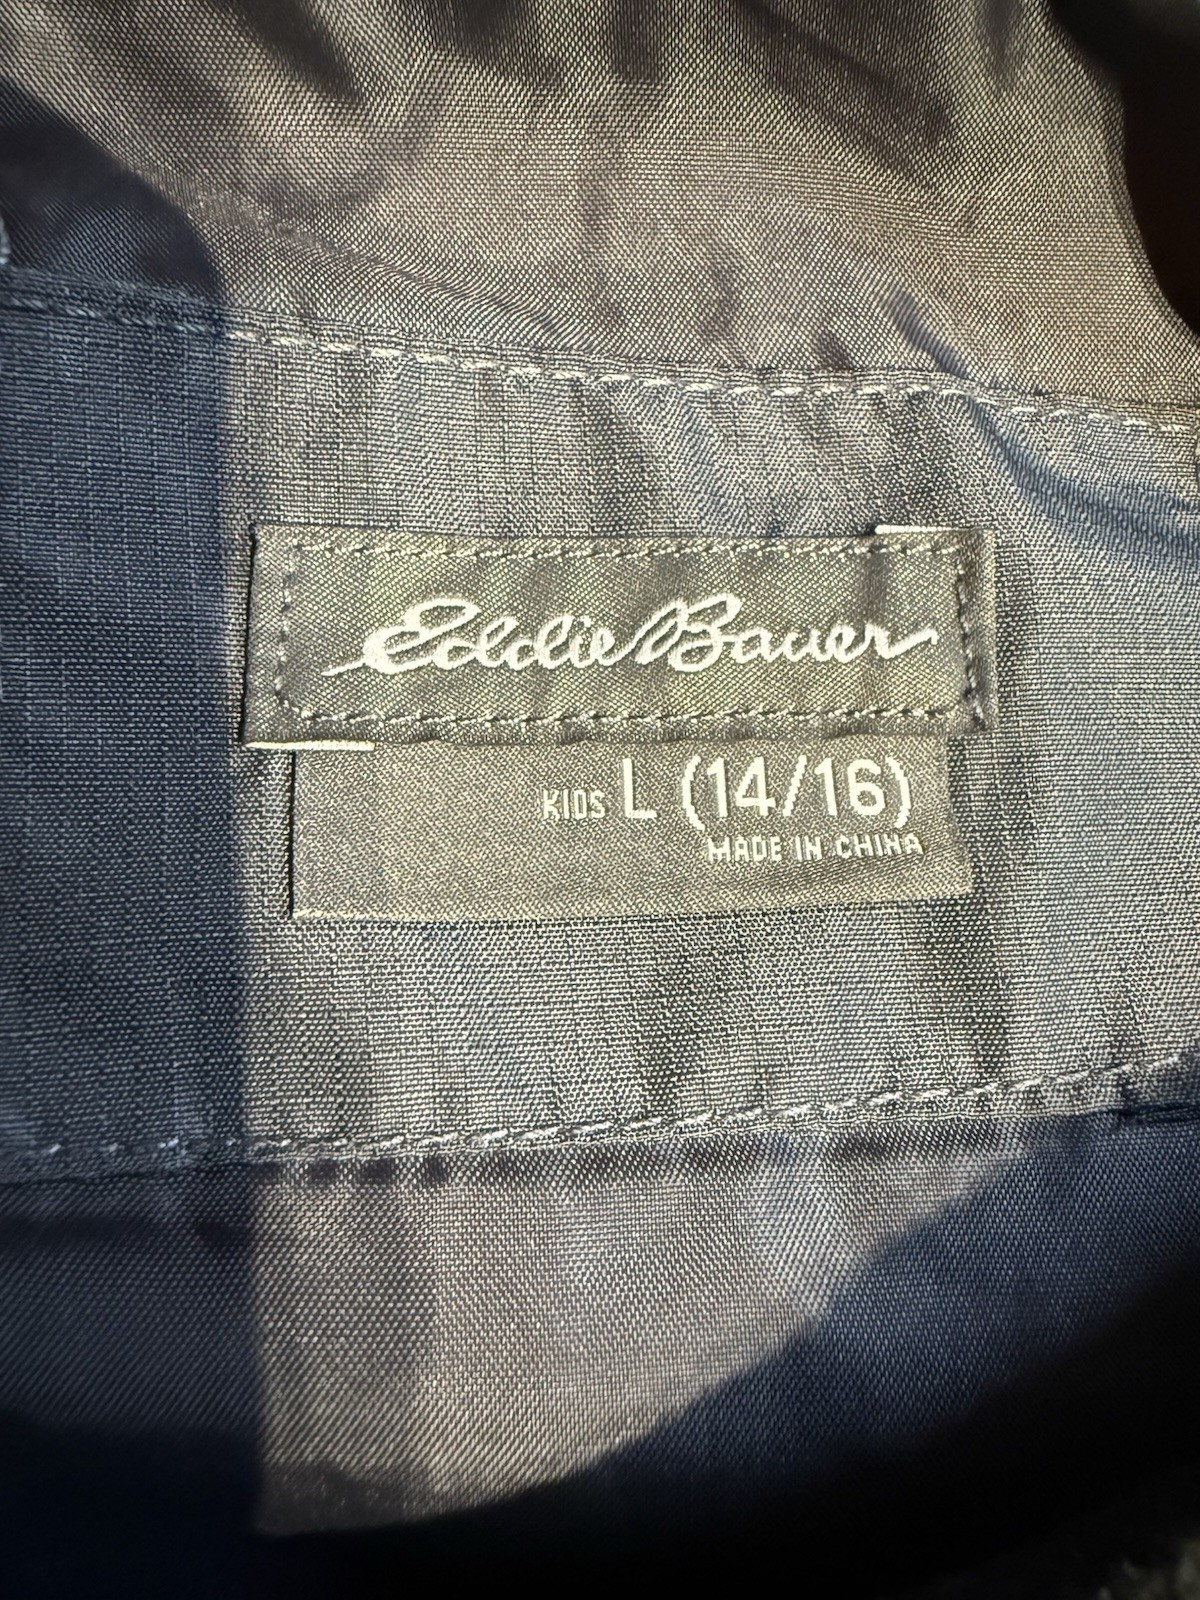 Eddie Bauer
KIDS L (14/16)
MADE IN CHINA